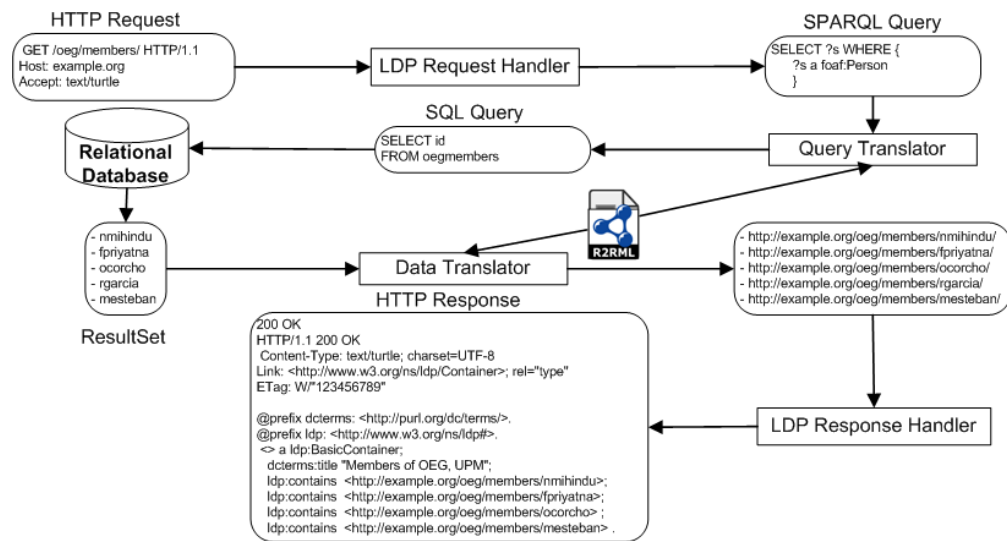 HTTP Request
GET /oeg/members/ HTTP/1.1
Host: example.org
Accept: text/turtle
LDP Request Handler
SPARQL Query
SELECT ?s WHERE {
?s a foaf:Person
}
SQL Query
SELECT id
FROM oegmembers
Query Translator
Relational
Database
R2RML
- nmihindu
- fpriyatna
- ocorcho
- rgarcia
- mesteban
ResultSet
Data Translator
- http://example.org/oeg/members/nmihindu/
- http://example.org/oeg/members/fpriyatna/
- http://example.org/oeg/members/ocorcho/
- http://example.org/oeg/members/rgarcia/
- http://example.org/oeg/members/mesteban/
HTTP Response
200 OK
HTTP/1.1 200 OK
Content-Type: text/turtle; charset=UTF-8
Link: <http://www.w3.org/ns/ldp/Container>; rel="type"
ETag: W/"123456789"
@prefix dcterms: <http://purl.org/dc/terms/>.
@prefix ldp: <http://www.w3.org/ns/ldp#>.
<> a ldp:BasicContainer;
dcterms:title "Members of OEG, UPM";
ldp:contains <http://example.org/oeg/members/nmihindu>;
ldp:contains <http://example.org/oeg/members/fpriyatna>;
ldp:contains <http://example.org/oeg/members/ocorcho> ;
ldp:contains <http://example.org/oeg/members/mesteban> .
LDP Response Handler